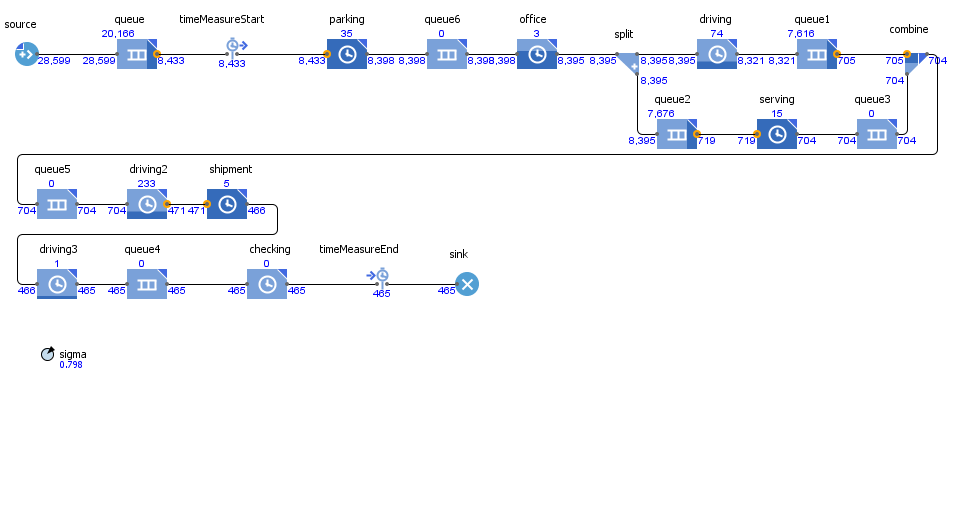 source
queue
timeMeasureStart
parking
queue6
office
split
driving
queue1
combine
20,166
35
0
3
74
7,616
28,599
28,599
8,433
8,433
8,433
8,398
8,398
8,398
8,398
8,395
8,395
8,395
8,395
8,321
8,321
705
705
704
8,395
704
queue2
serving
queue3
7,676
15
0
8,395
719
719
704
704
704
queue5
driving2
shipment
0
233
5
704
704
704
471
471
466
driving3
queue4
checking
timeMeasureEnd
sink
1
0
0
466
465
465
465
465
465
465
465
sigma
0.798